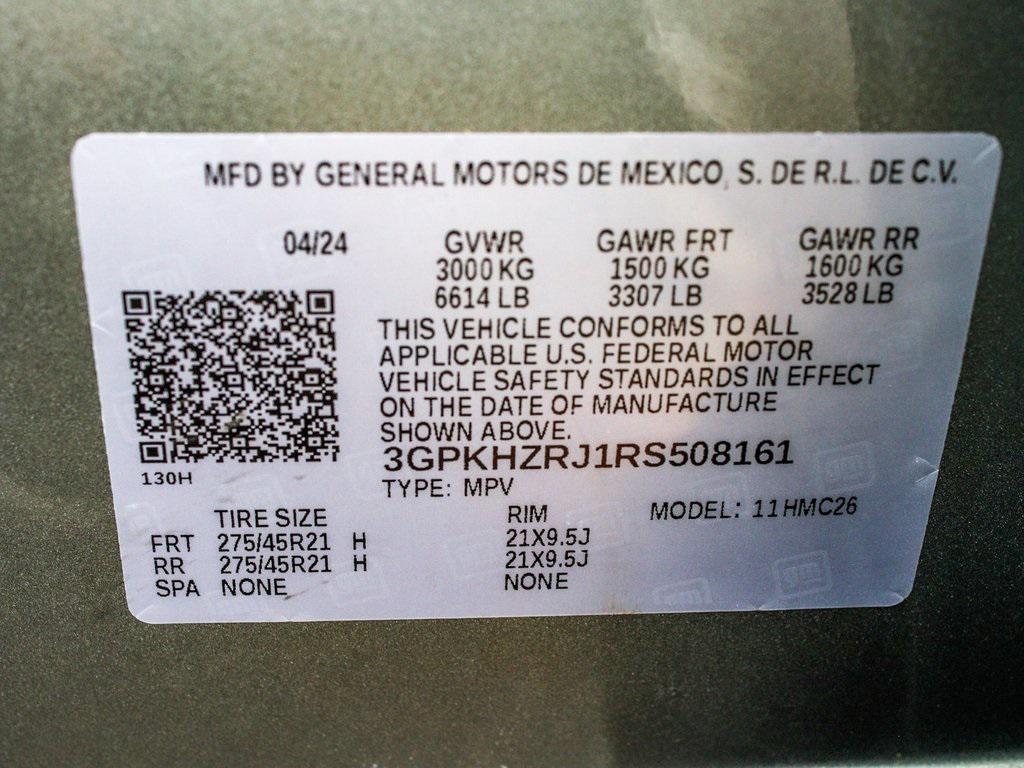 MFD BY GENERAL MOTORS DE MEXICO, S. DE R.L. DE C.V.
04/24 GVWR GAWR FRT GAWR RR
3000 KG 1500 KG 1600 KG
6614 LB 3307 LB 3528 LB
THIS VEHICLE CONFORMS TO ALL
APPLICABLE U.S. FEDERAL MOTOR
VEHICLE SAFETY STANDARDS IN EFFECT
ON THE DATE OF MANUFACTURE
SHOWN ABOVE.
3GPKHZRJ1RS508161
130H
TYPE: MPV
TIRE SIZE RIM MODEL: 11HMC26
FRT 275/45R21 H 21X9.5J
RR 275/45R21 H 21X9.5J
SPA NONE NONE